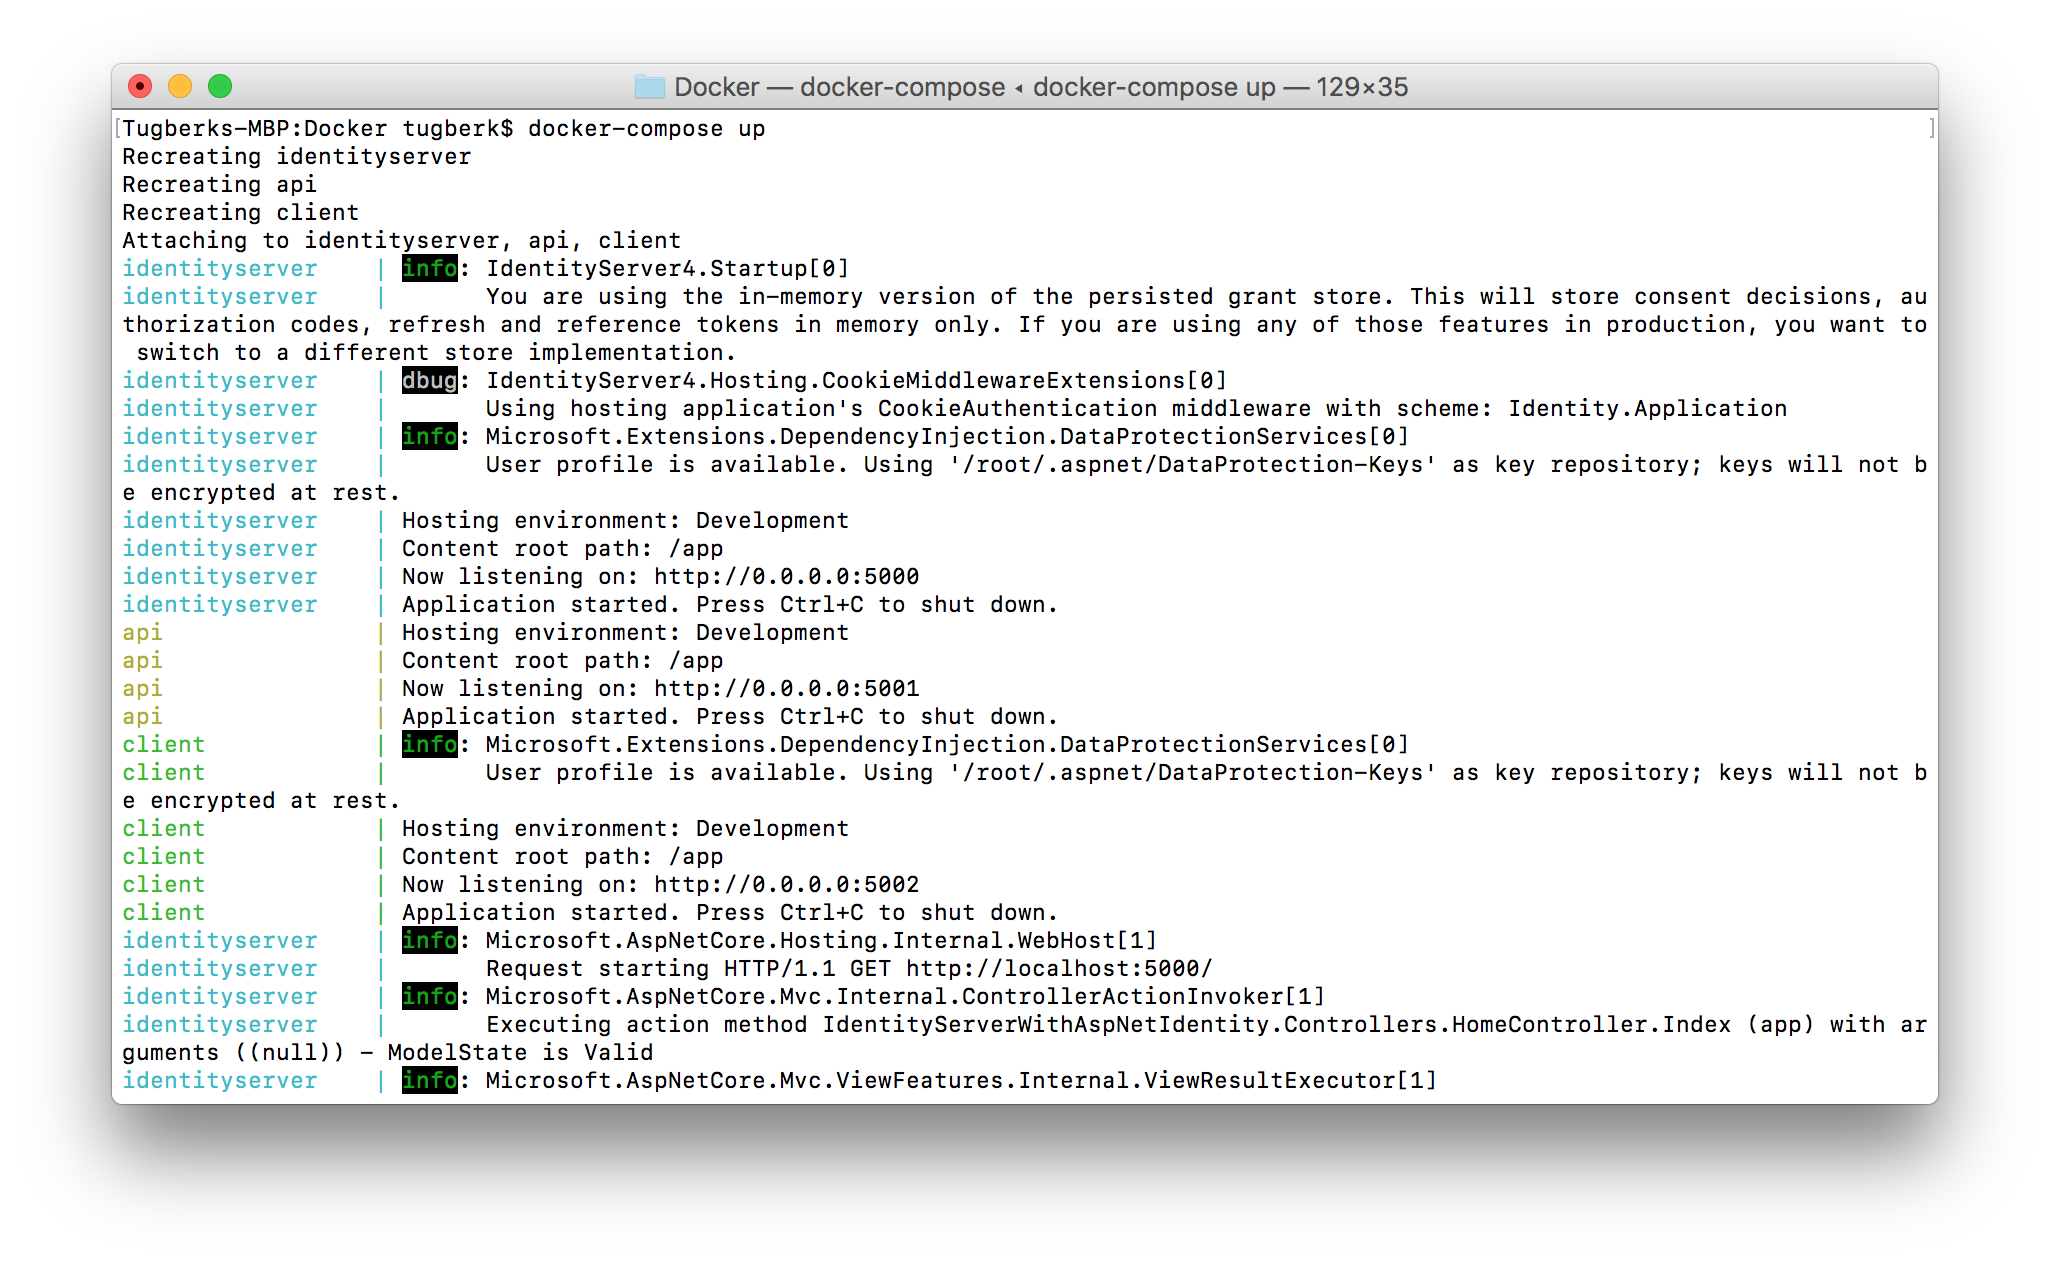 Docker — docker-compose ◂ docker-compose up — 129×35
[Tugberks-MBP:Docker tugberk$ docker-compose up ]
Recreating identityserver
Recreating api
Recreating client
Attaching to identityserver, api, client
identityserver    | info: IdentityServer4.Startup[0]
identityserver    |       You are using the in-memory version of the persisted grant store. This will store consent decisions, au
thorization codes, refresh and reference tokens in memory only. If you are using any of those features in production, you want to
 switch to a different store implementation.
identityserver    | dbug: IdentityServer4.Hosting.CookieMiddlewareExtensions[0]
identityserver    |       Using hosting application's CookieAuthentication middleware with scheme: Identity.Application
identityserver    | info: Microsoft.Extensions.DependencyInjection.DataProtectionServices[0]
identityserver    |       User profile is available. Using '/root/.aspnet/DataProtection-Keys' as key repository; keys will not b
e encrypted at rest.
identityserver    | Hosting environment: Development
identityserver    | Content root path: /app
identityserver    | Now listening on: http://0.0.0.0:5000
identityserver    | Application started. Press Ctrl+C to shut down.
api               | Hosting environment: Development
api               | Content root path: /app
api               | Now listening on: http://0.0.0.0:5001
api               | Application started. Press Ctrl+C to shut down.
client            | info: Microsoft.Extensions.DependencyInjection.DataProtectionServices[0]
client            |       User profile is available. Using '/root/.aspnet/DataProtection-Keys' as key repository; keys will not b
e encrypted at rest.
client            | Hosting environment: Development
client            | Content root path: /app
client            | Now listening on: http://0.0.0.0:5002
client            | Application started. Press Ctrl+C to shut down.
identityserver    | info: Microsoft.AspNetCore.Hosting.Internal.WebHost[1]
identityserver    |       Request starting HTTP/1.1 GET http://localhost:5000/
identityserver    | info: Microsoft.AspNetCore.Mvc.Internal.ControllerActionInvoker[1]
identityserver    |       Executing action method IdentityServerWithAspNetIdentity.Controllers.HomeController.Index (app) with ar
guments ((null)) - ModelState is Valid
identityserver    | info: Microsoft.AspNetCore.Mvc.ViewFeatures.Internal.ViewResultExecutor[1]